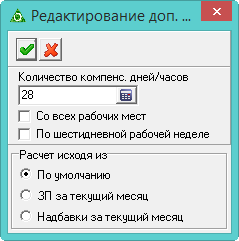 Редактирование доп. ...
Количество компенс. дней/часов
28
Со всех рабочих мест
По шестидневной рабочей неделе
Расчет исходя из
По умолчанию
ЗП за текущий месяц
Надбавки за текущий месяц